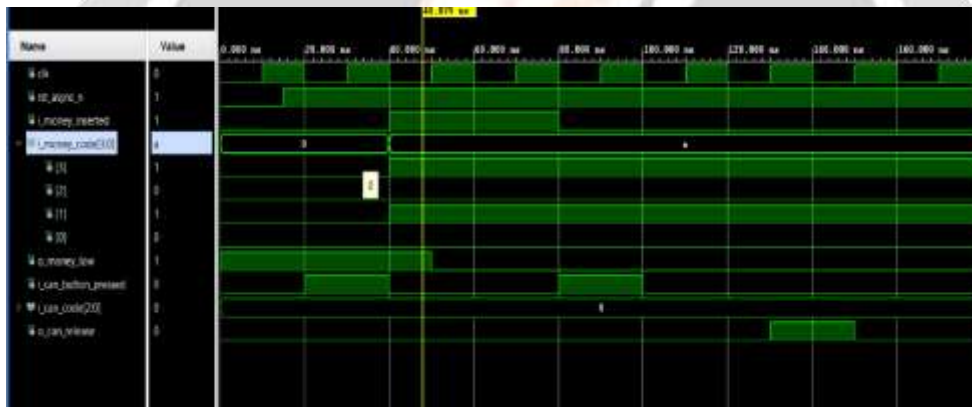 Name
Value
0.000 ns
20.000 ns
40.000 ns
60.000 ns
80.000 ns
100.000 ns
120.000 ns
140.000 ns
160.000 ns
clk
0
rst_async_n
1
i_money_inserted
1
i_money_code[3:0]
a
0
a
[3]
1
[2]
0
[1]
1
[0]
0
o_money_low
1
i_can_button_pressed
0
i_can_code[2:0]
0
0
o_can_release
0